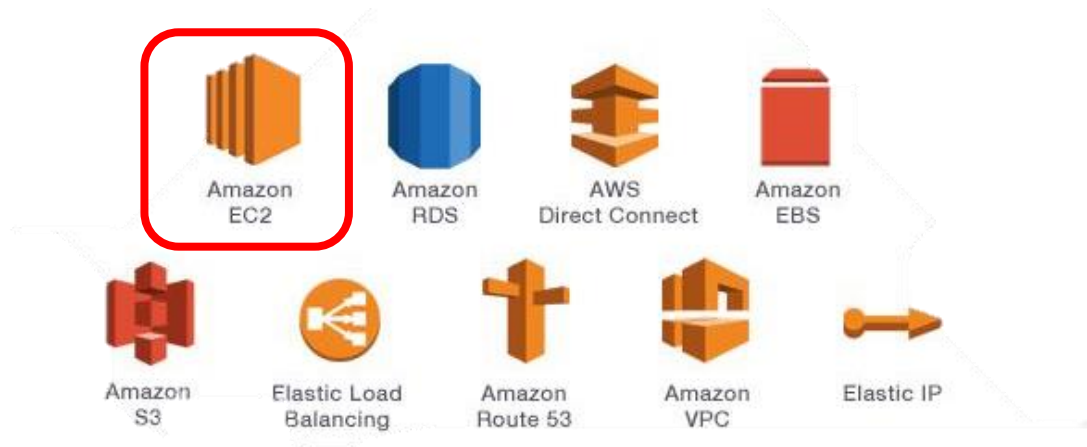 Amazon
EC2
Amazon
RDS
AWS
Direct Connect
Amazon
EBS
Amazon
S3
Elastic Load
Balancing
Amazon
Route 53
Amazon
VPC
Elastic IP